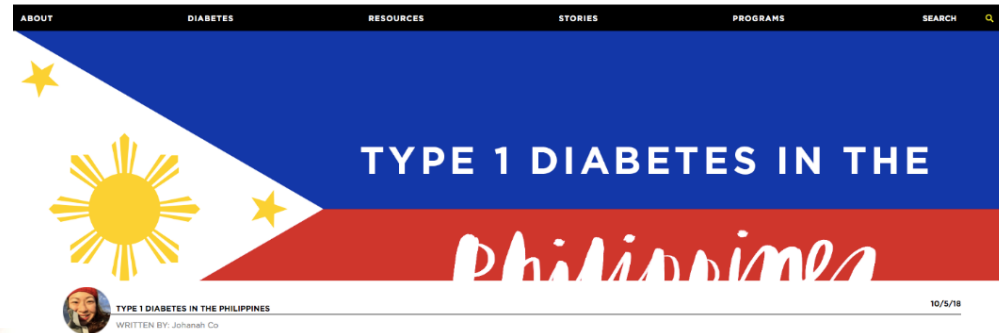 ABOUT DIABETES RESOURCES STORIES PROGRAMS SEARCH
TYPE 1 DIABETES IN THE
Philippines
TYPE 1 DIABETES IN THE PHILIPPINES 10/5/18
WRITTEN BY: Johanah Co